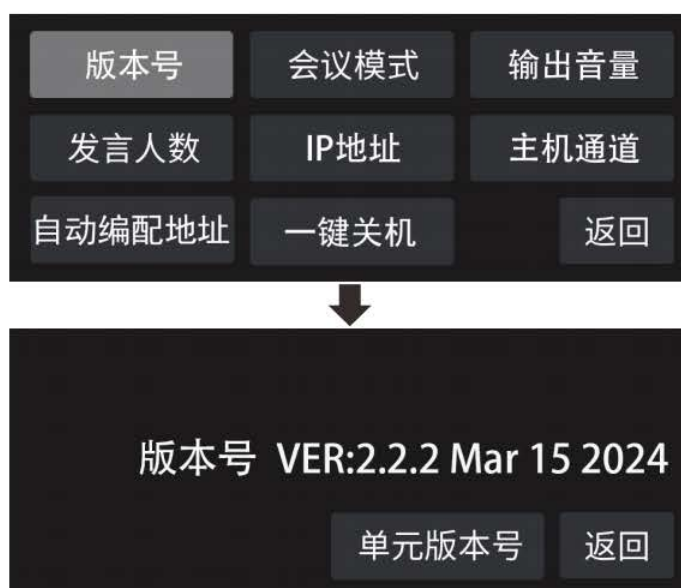 版本号 会议模式 输出音量
发言人数 IP地址 主机通道
自动编配地址 一键关机 返回
版本号 VER:2.2.2 Mar 15 2024
单元版本号 返回